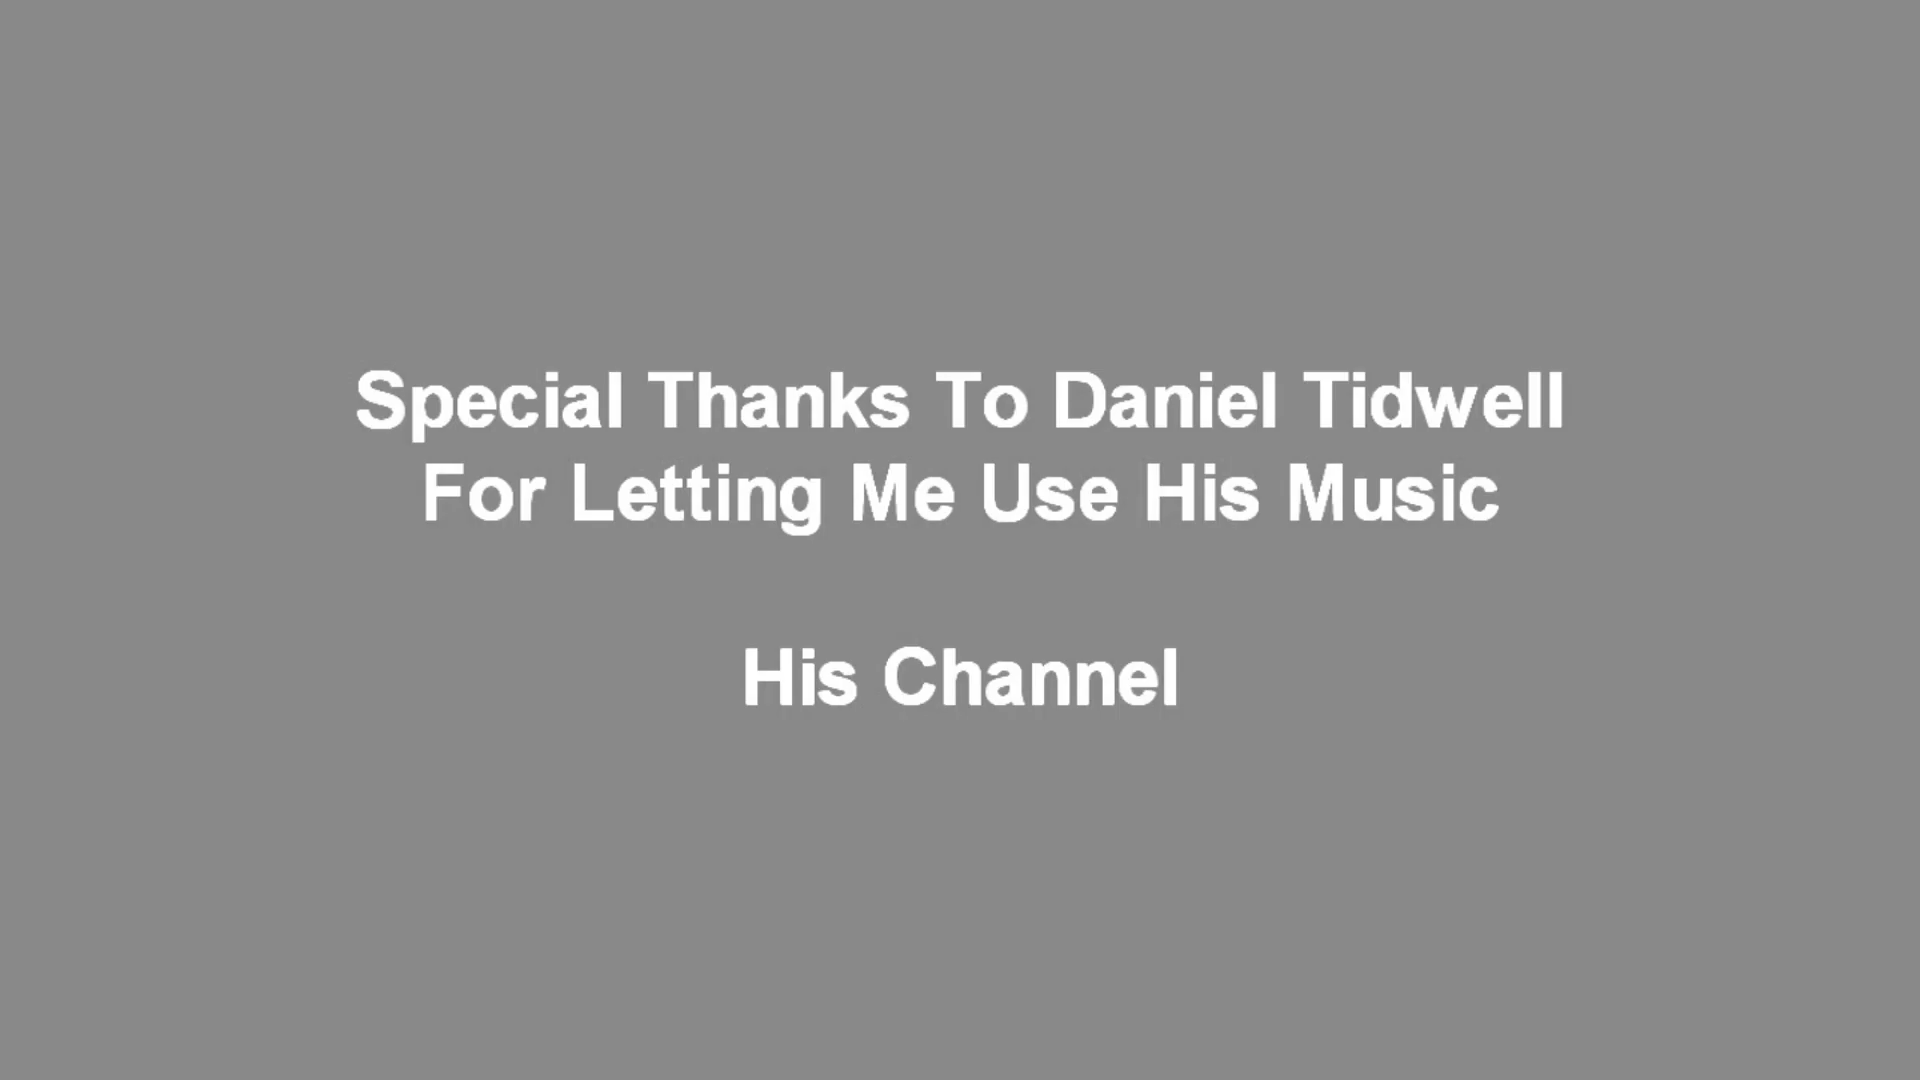 Special Thanks To Daniel Tidwell
For Letting Me Use His Music
His Channel